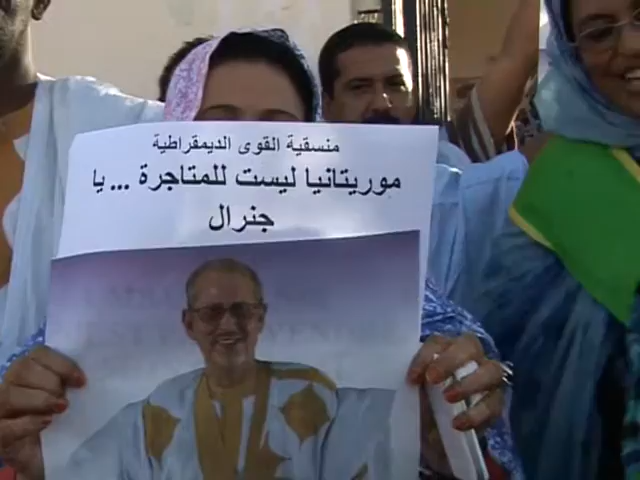 منسقية القوى الديمقراطية
موريتانيا ليست للمتاجرة ... يا
جنرال